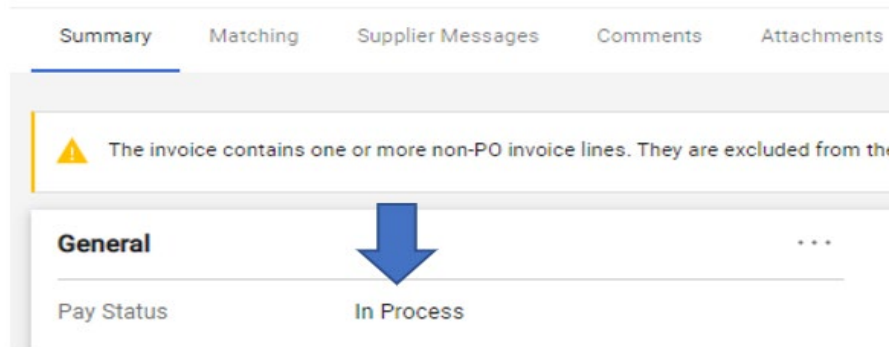 Summary Matching Supplier Messages Comments Attachments
The invoice contains one or more non-PO invoice lines. They are excluded from the
General
Pay Status In Process